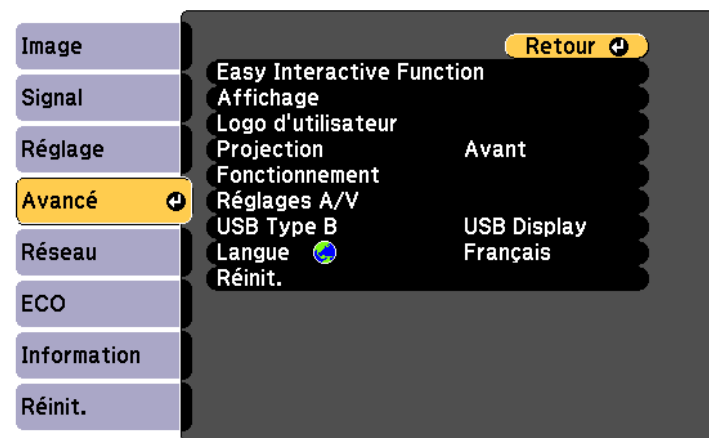 Image
Signal
Réglage
Avancé
Réseau
ECO
Information
Réinit.
Retour
Easy Interactive Function
Affichage
Logo d'utilisateur
Projection Avant
Fonctionnement
Réglages A/V
USB Type B USB Display
Langue Français
Réinit.